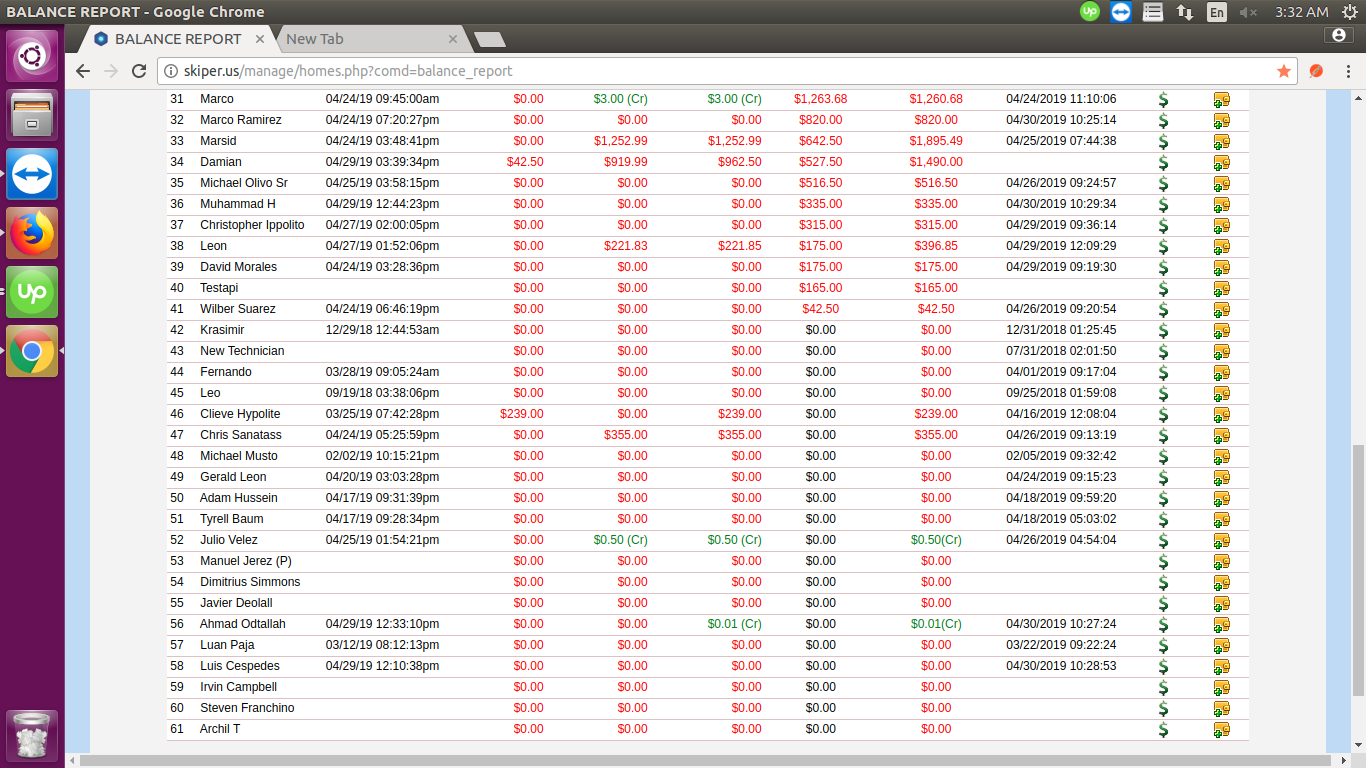 BALANCE REPORT - Google Chrome En 3:32 AM
BALANCE REPORT New Tab
skiper.us/manage/homes.php?comd=balance_report
31 Marco 04/24/19 09:45:00am $0.00 $3.00 (Cr) $3.00 (Cr) $1,263.68 $1,260.68 04/24/2019 11:10:06
32 Marco Ramirez 04/24/19 07:20:27pm $0.00 $0.00 $0.00 $820.00 $820.00 04/30/2019 10:25:14
33 Marsid 04/24/19 03:48:41pm $0.00 $1,252.99 $1,252.99 $642.50 $1,895.49 04/25/2019 07:44:38
34 Damian 04/29/19 03:39:34pm $42.50 $919.99 $962.50 $527.50 $1,490.00
35 Michael Olivo Sr 04/25/19 03:58:15pm $0.00 $0.00 $0.00 $516.50 $516.50 04/26/2019 09:24:57
36 Muhammad H 04/29/19 12:44:23pm $0.00 $0.00 $0.00 $335.00 $335.00 04/30/2019 10:29:34
37 Christopher Ippolito 04/27/19 02:00:05pm $0.00 $0.00 $0.00 $315.00 $315.00 04/29/2019 09:36:14
38 Leon 04/27/19 01:52:06pm $0.00 $221.83 $221.85 $175.00 $396.85 04/29/2019 12:09:29
39 David Morales 04/24/19 03:28:36pm $0.00 $0.00 $0.00 $175.00 $175.00 04/29/2019 09:19:30
40 Testapi $0.00 $0.00 $0.00 $165.00 $165.00
41 Wilber Suarez 04/24/19 06:46:19pm $0.00 $0.00 $0.00 $42.50 $42.50 04/26/2019 09:20:54
42 Krasimir 12/29/18 12:44:53am $0.00 $0.00 $0.00 $0.00 $0.00 12/31/2018 01:25:45
43 New Technician $0.00 $0.00 $0.00 $0.00 $0.00 07/31/2018 02:01:50
44 Fernando 03/28/19 09:05:24am $0.00 $0.00 $0.00 $0.00 $0.00 04/01/2019 09:17:04
45 Leo 09/19/18 03:38:06pm $0.00 $0.00 $0.00 $0.00 $0.00 09/25/2018 01:59:08
46 Clieve Hypolite 03/25/19 07:42:28pm $239.00 $0.00 $239.00 $0.00 $239.00 04/16/2019 12:08:04
47 Chris Sanatass 04/24/19 05:25:59pm $0.00 $355.00 $355.00 $0.00 $355.00 04/26/2019 09:13:19
48 Michael Musto 02/02/19 10:15:21pm $0.00 $0.00 $0.00 $0.00 $0.00 02/05/2019 09:32:42
49 Gerald Leon 04/20/19 03:03:28pm $0.00 $0.00 $0.00 $0.00 $0.00 04/24/2019 09:15:23
50 Adam Hussein 04/17/19 09:31:39pm $0.00 $0.00 $0.00 $0.00 $0.00 04/18/2019 09:59:20
51 Tyrell Baum 04/17/19 09:28:34pm $0.00 $0.00 $0.00 $0.00 $0.00 04/18/2019 05:03:02
52 Julio Velez 04/25/19 01:54:21pm $0.00 $0.50 (Cr) $0.50 (Cr) $0.00 $0.50(Cr) 04/26/2019 04:54:04
53 Manuel Jerez (P) $0.00 $0.00 $0.00 $0.00 $0.00
54 Dimitrius Simmons $0.00 $0.00 $0.00 $0.00 $0.00
55 Javier Deolall $0.00 $0.00 $0.00 $0.00 $0.00
56 Ahmad Odtallah 04/29/19 12:33:10pm $0.00 $0.00 $0.01 (Cr) $0.00 $0.01(Cr) 04/30/2019 10:27:24
57 Luan Paja 03/12/19 08:12:13pm $0.00 $0.00 $0.00 $0.00 $0.00 03/22/2019 09:22:24
58 Luis Cespedes 04/29/19 12:10:38pm $0.00 $0.00 $0.00 $0.00 $0.00 04/30/2019 10:28:53
59 Irvin Campbell $0.00 $0.00 $0.00 $0.00 $0.00
60 Steven Franchino $0.00 $0.00 $0.00 $0.00 $0.00
61 Archil T $0.00 $0.00 $0.00 $0.00 $0.00